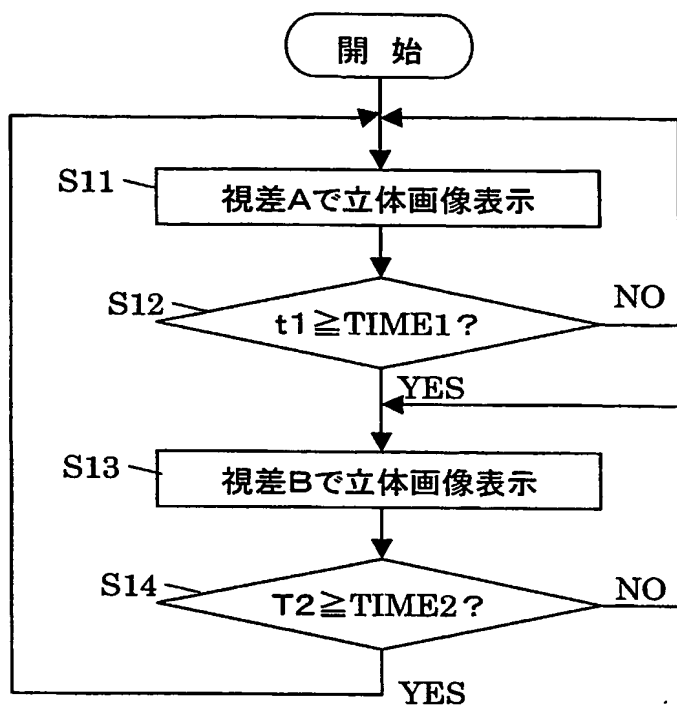 開 始
S11
視差Aで立体画像表示
S12
t1≧TIME1?
NO
YES
S13
視差Bで立体画像表示
S14
T2≧TIME2?
NO
YES